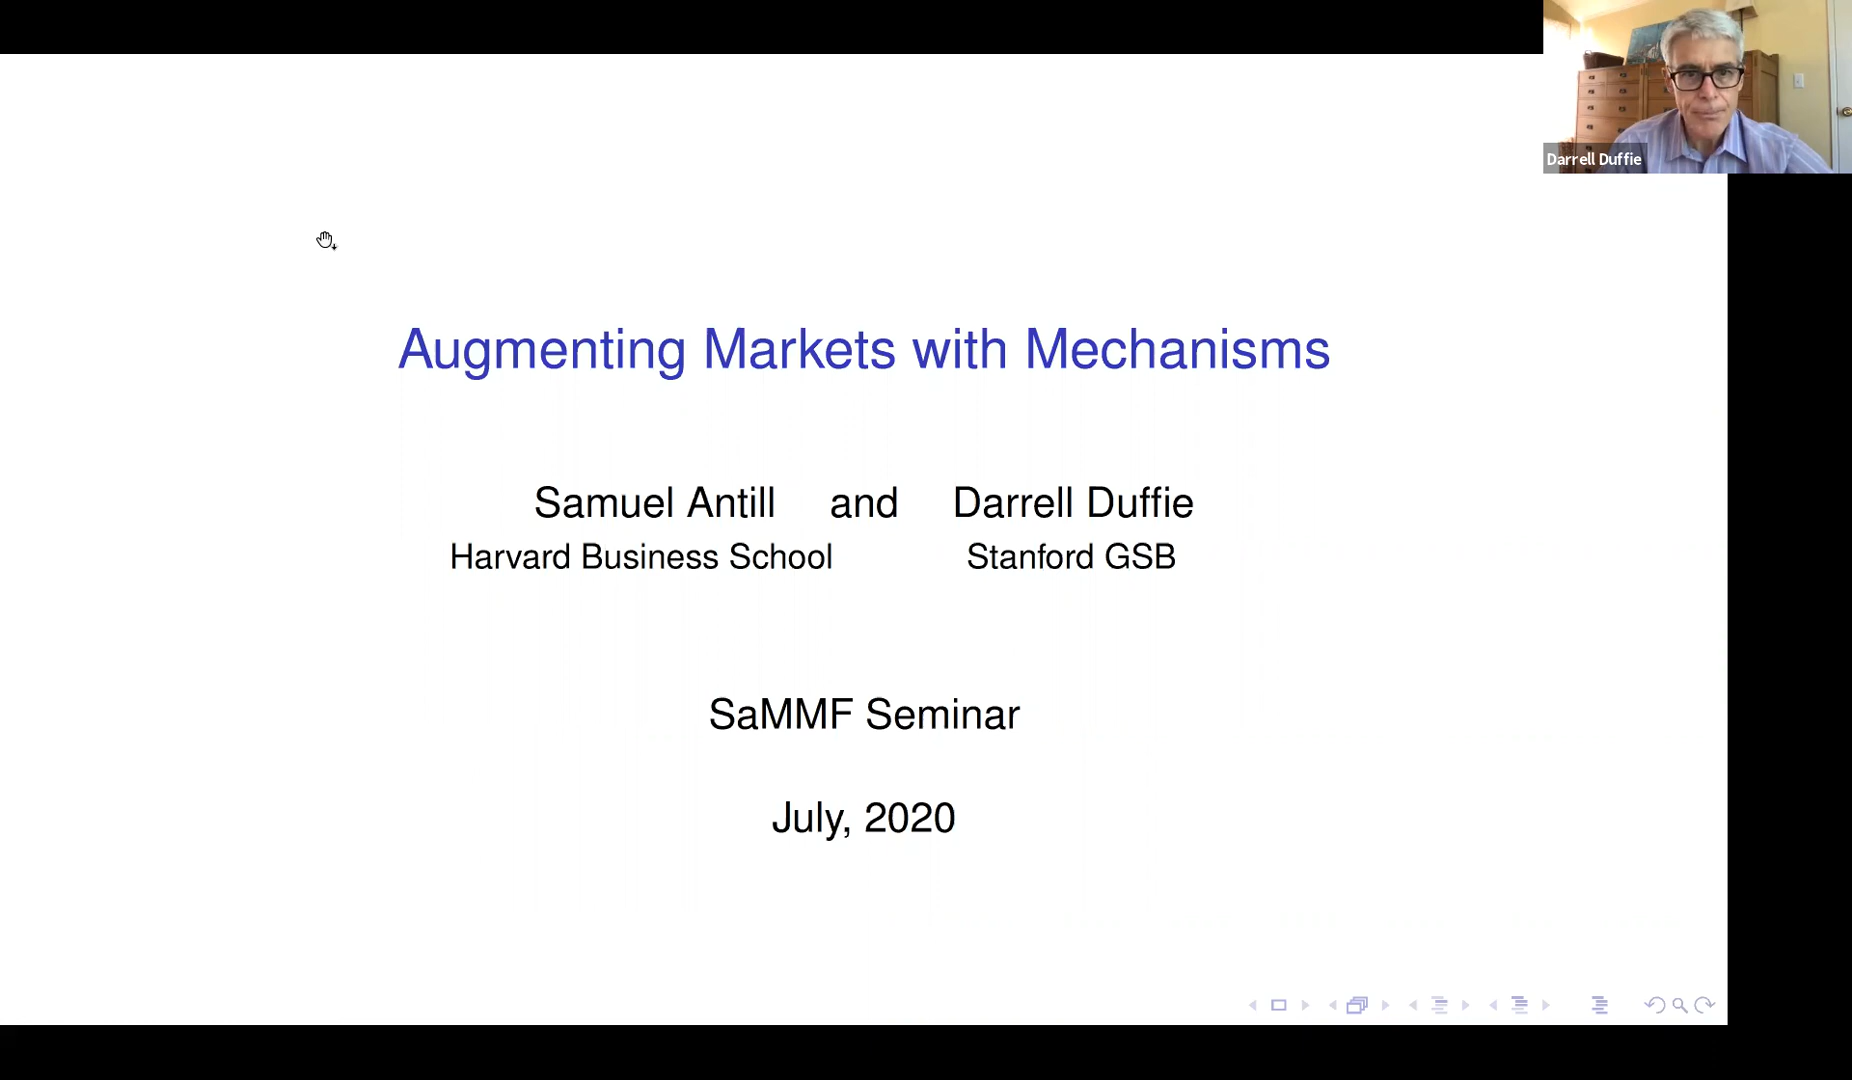 Darrell Duffie
Augmenting Markets with Mechanisms
Samuel Antill and Darrell Duffie
Harvard Business School Stanford GSB
SaMMF Seminar
July, 2020